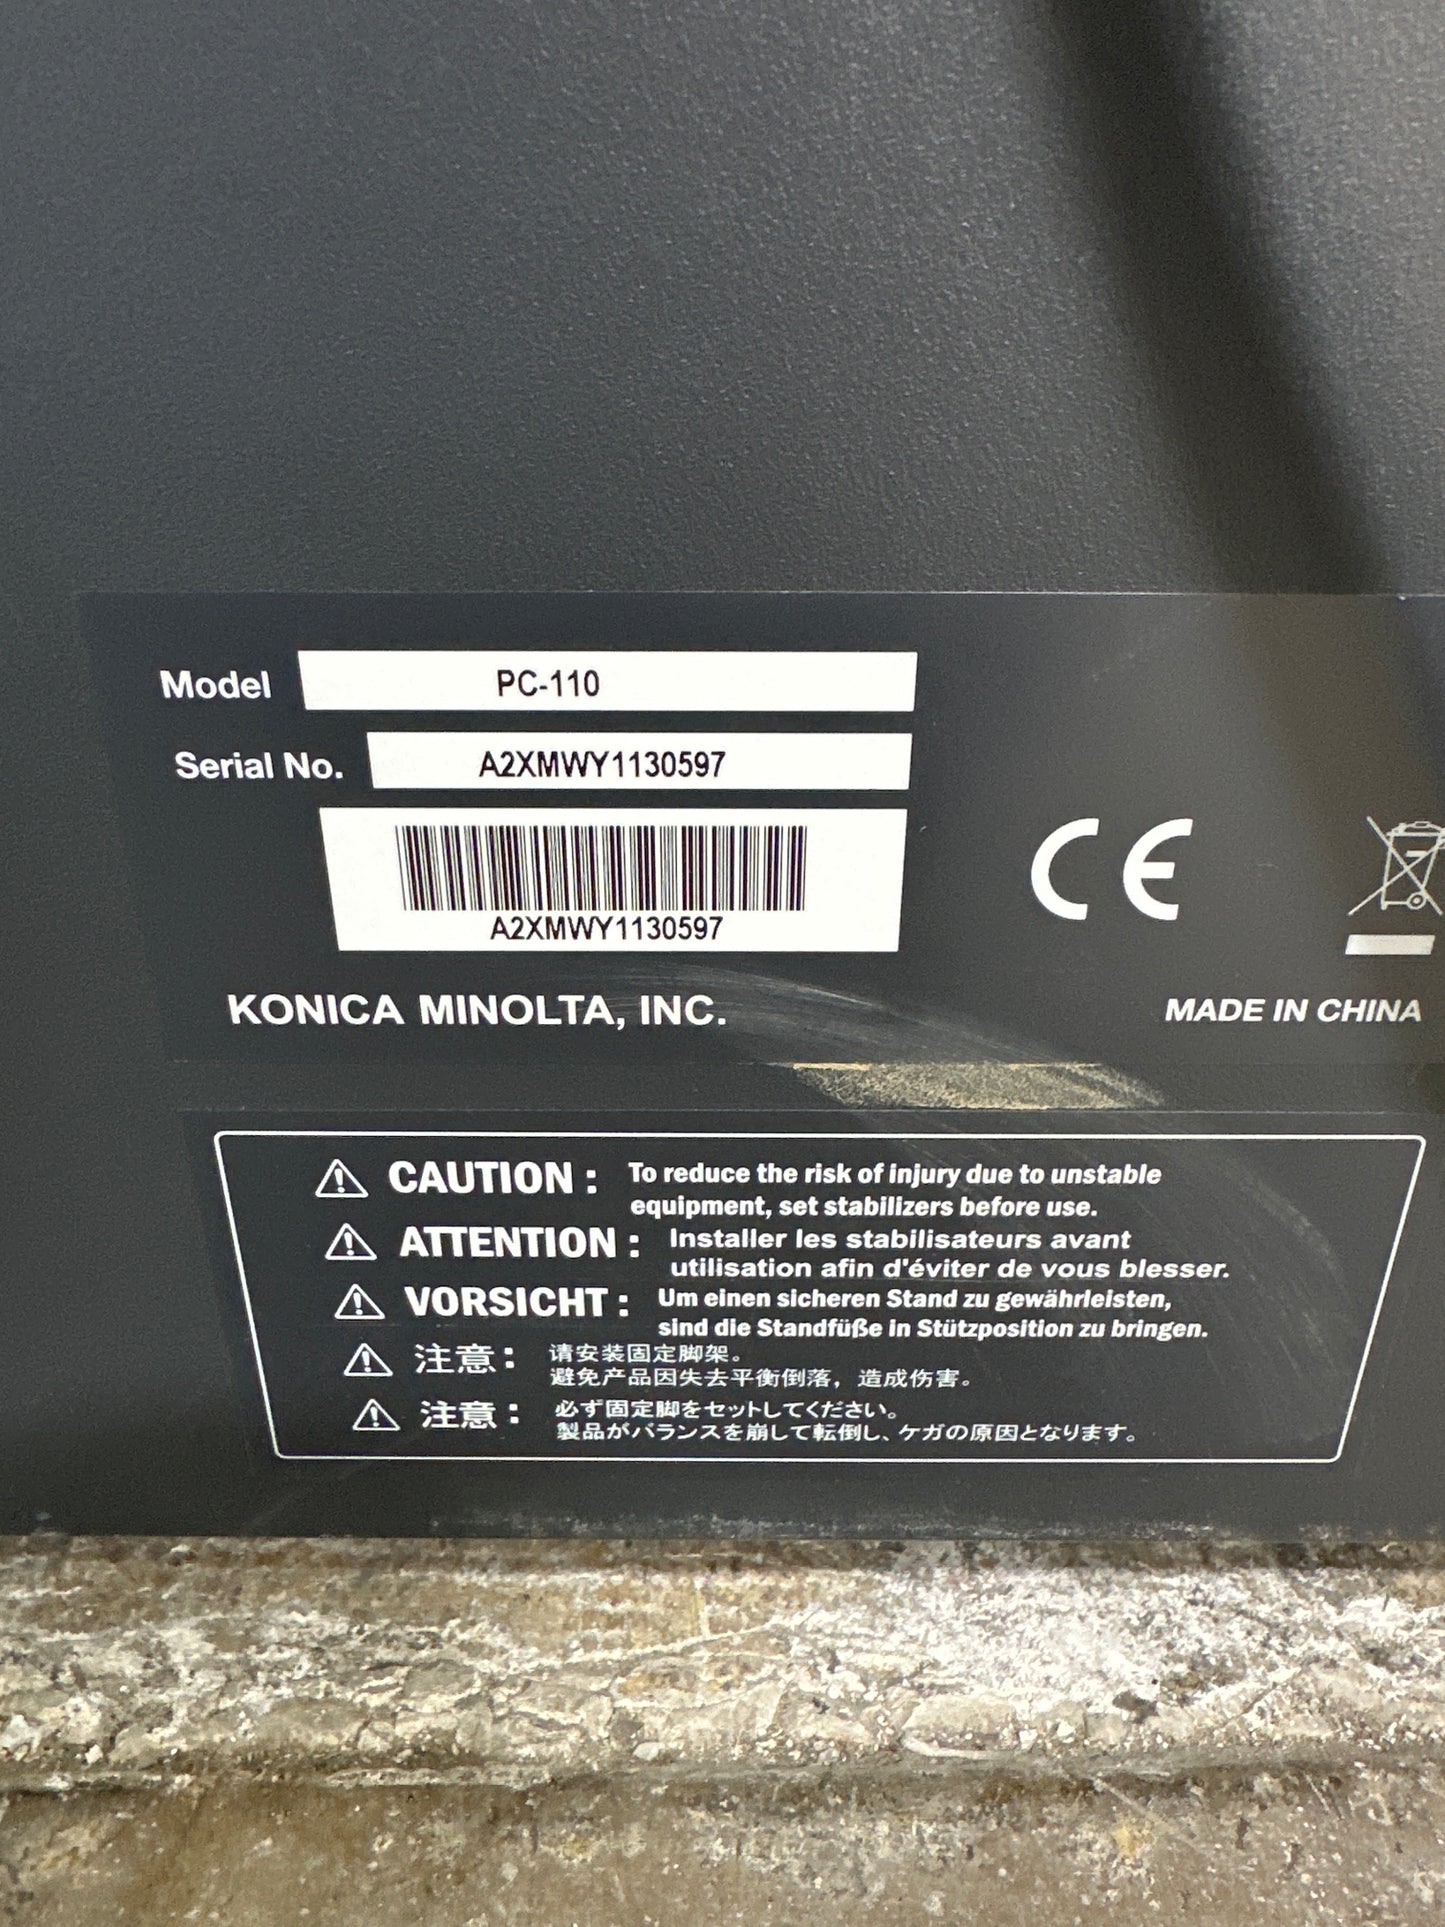 Model PC-110
Serial No. A2XMWY1130597
A2XMWY1130597
CE
KONICA MINOLTA, INC. MADE IN CHINA
CAUTION : To reduce the risk of injury due to unstable
equipment, set stabilizers before use.
ATTENTION : Installer les stabilisateurs avant
utilisation afin d'éviter de vous blesser.
VORSICHT : Um einen sicheren Stand zu gewährleisten,
sind die Standfüße in Stützposition zu bringen.
注意： 请安装固定脚架。
避免产品因失去平衡倒落，造成伤害。
注意： 必ず固定脚をセットしてください。
製品がバランスを崩して転倒し、ケガの原因となります。